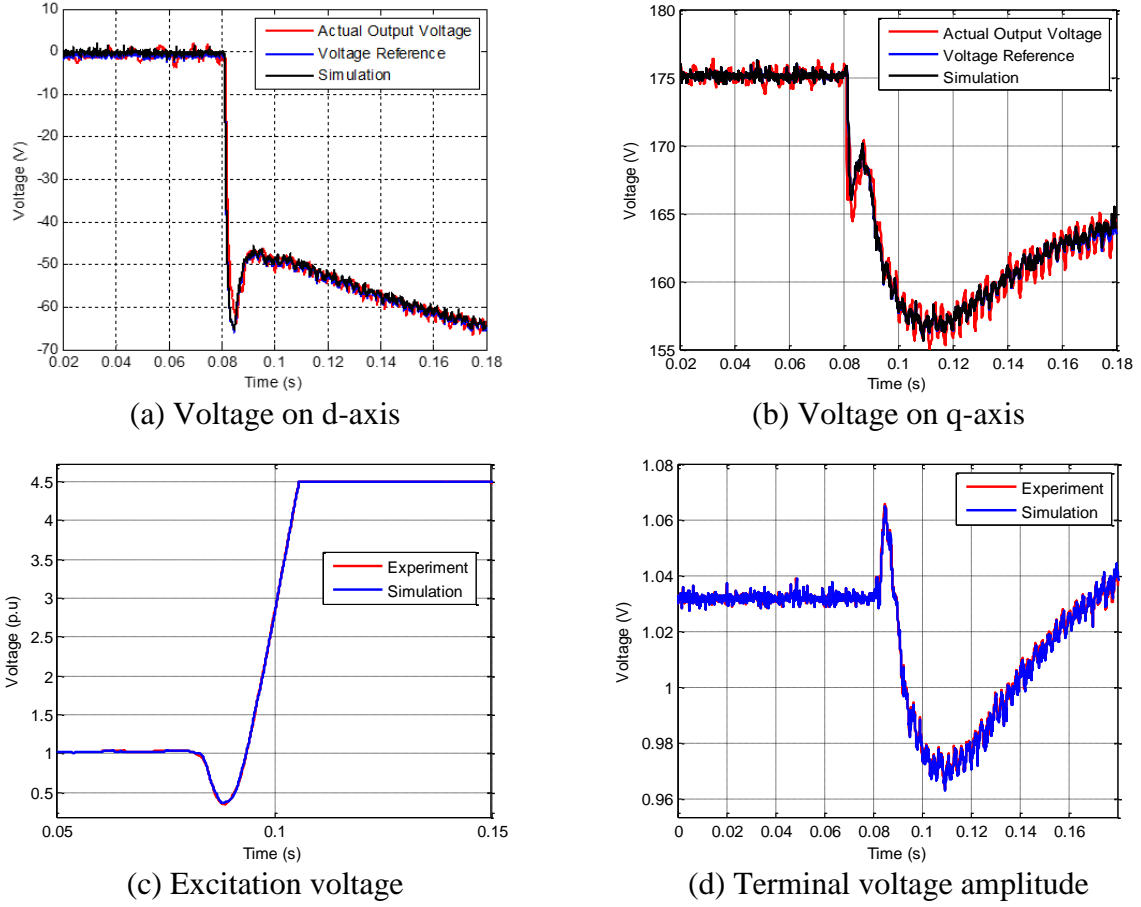 10
0
-10
-20
-30
-40
-50
-60
-70
Voltage (V)
Actual Output Voltage
Voltage Reference
Simulation
0.02 0.04 0.06 0.08 0.1 0.12 0.14 0.16 0.18
Time (s)
(a) Voltage on d-axis
180
175
170
165
160
155
Voltage (V)
Actual Output Voltage
Voltage Reference
Simulation
0.02 0.04 0.06 0.08 0.1 0.12 0.14 0.16 0.18
Time (s)
(b) Voltage on q-axis
4.5
4
3.5
3
2.5
2
1.5
1
0.5
Voltage (p.u)
Experiment
Simulation
0.05 0.1 0.15
Time (s)
(c) Excitation voltage
1.08
1.06
1.04
1.02
1
0.98
0.96
Voltage (V)
Experiment
Simulation
0 0.02 0.04 0.06 0.08 0.1 0.12 0.14 0.16
Time (s)
(d) Terminal voltage amplitude